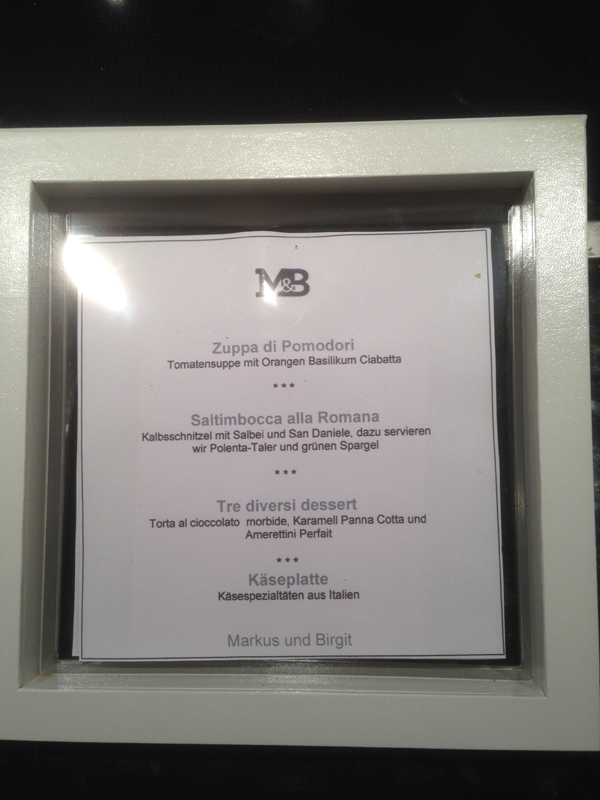 M&B
Zuppa di Pomodori
Tomatensuppe mit Orangen Basilikum Ciabatta
***
Saltimbocca alla Romana
Kalbsschnitzel mit Salbei und San Daniele, dazu servieren
wir Polenta-Taler und grünen Spargel
***
Tre diversi dessert
Torta al cioccolato morbide, Karamell Panna Cotta und
Amerettini Perfait
***
Käseplatte
Käsespezialtäten aus Italien
Markus und Birgit